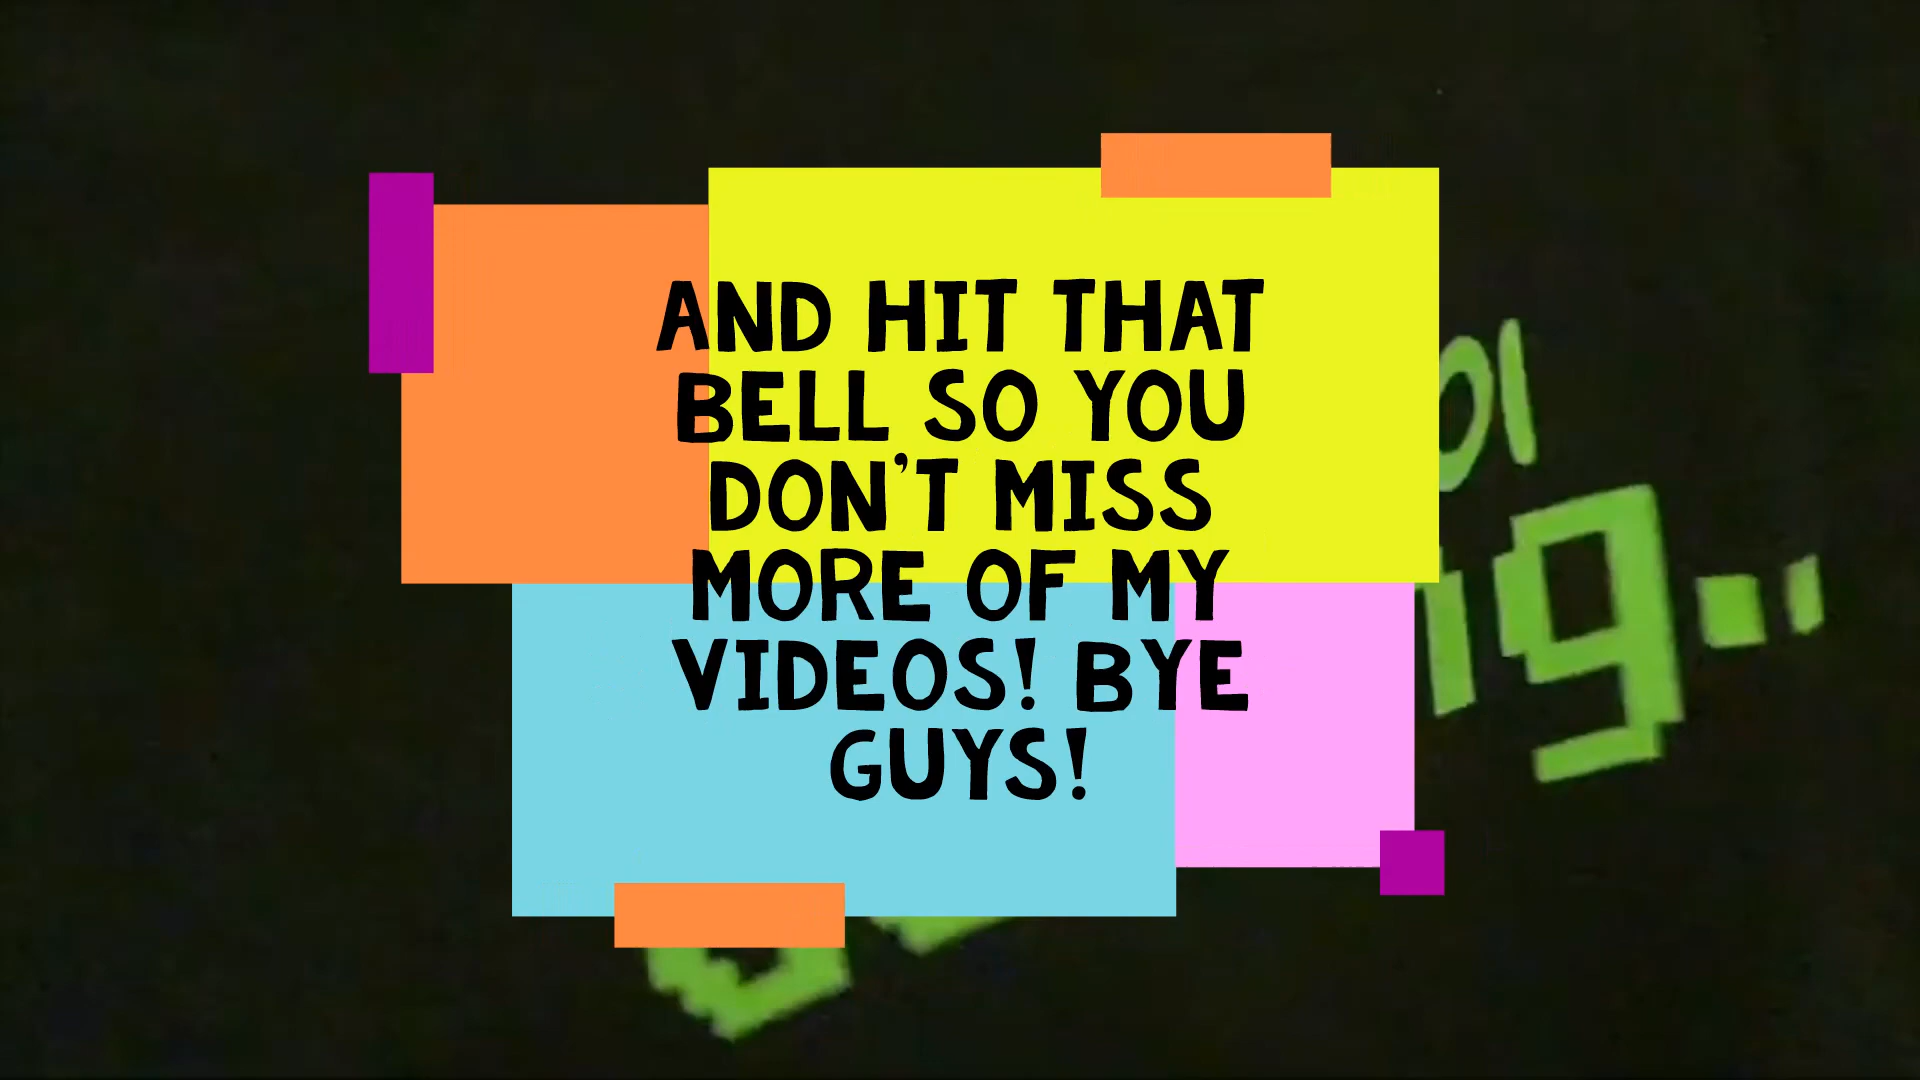 AND HIT THAT
BELL SO YOU
DON'T MISS
MORE OF MY
VIDEOS! BYE
GUYS!